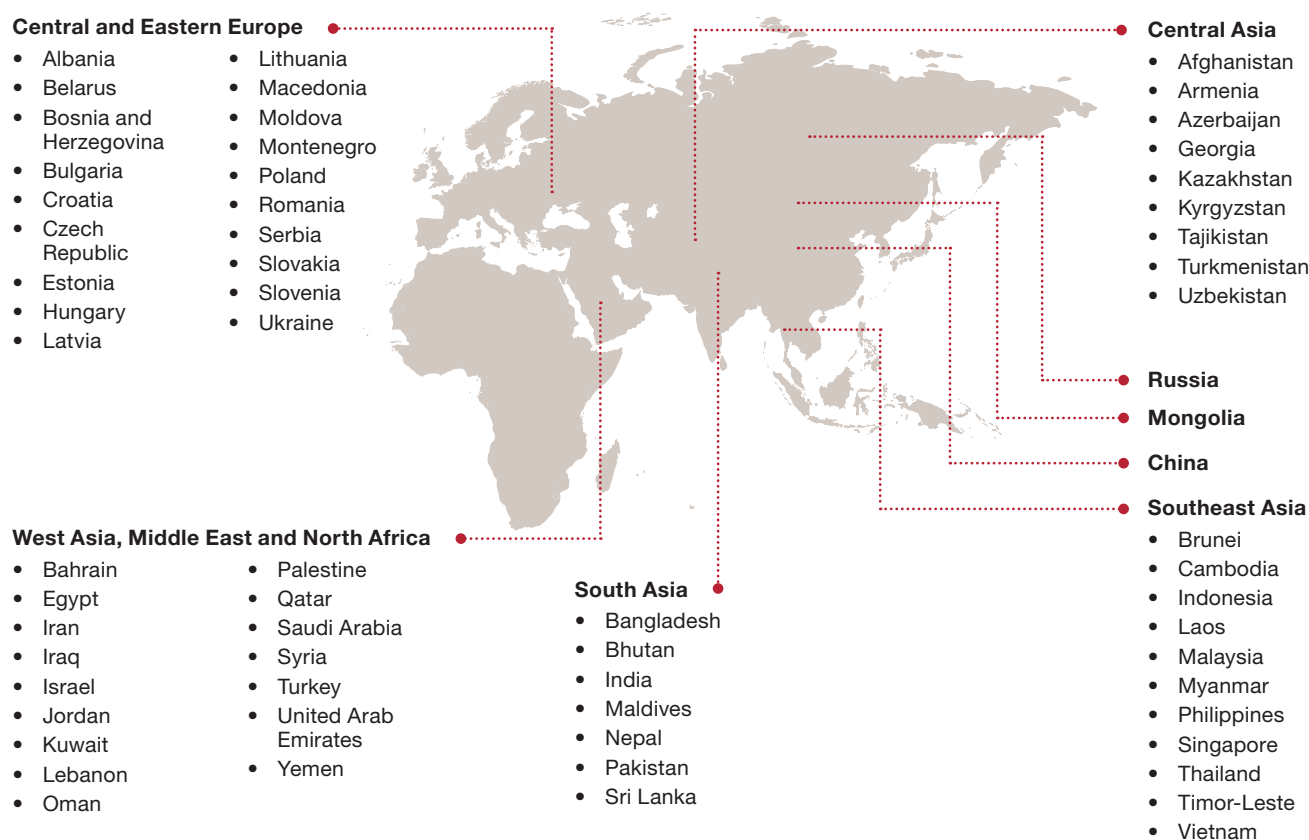 Central and Eastern Europe
• Albania
• Belarus
• Bosnia and
Herzegovina
• Bulgaria
• Croatia
• Czech
Republic
• Estonia
• Hungary
• Latvia
• Lithuania
• Macedonia
• Moldova
• Montenegro
• Poland
• Romania
• Serbia
• Slovakia
• Slovenia
• Ukraine
Central Asia
• Afghanistan
• Armenia
• Azerbaijan
• Georgia
• Kazakhstan
• Kyrgyzstan
• Tajikistan
• Turkmenistan
• Uzbekistan
Russia
Mongolia
China
Southeast Asia
• Brunei
• Cambodia
• Indonesia
• Laos
• Malaysia
• Myanmar
• Philippines
• Singapore
• Thailand
• Timor-Leste
• Vietnam
West Asia, Middle East and North Africa
• Bahrain
• Egypt
• Iran
• Iraq
• Israel
• Jordan
• Kuwait
• Lebanon
• Oman
• Palestine
• Qatar
• Saudi Arabia
• Syria
• Turkey
• United Arab
Emirates
• Yemen
South Asia
• Bangladesh
• Bhutan
• India
• Maldives
• Nepal
• Pakistan
• Sri Lanka